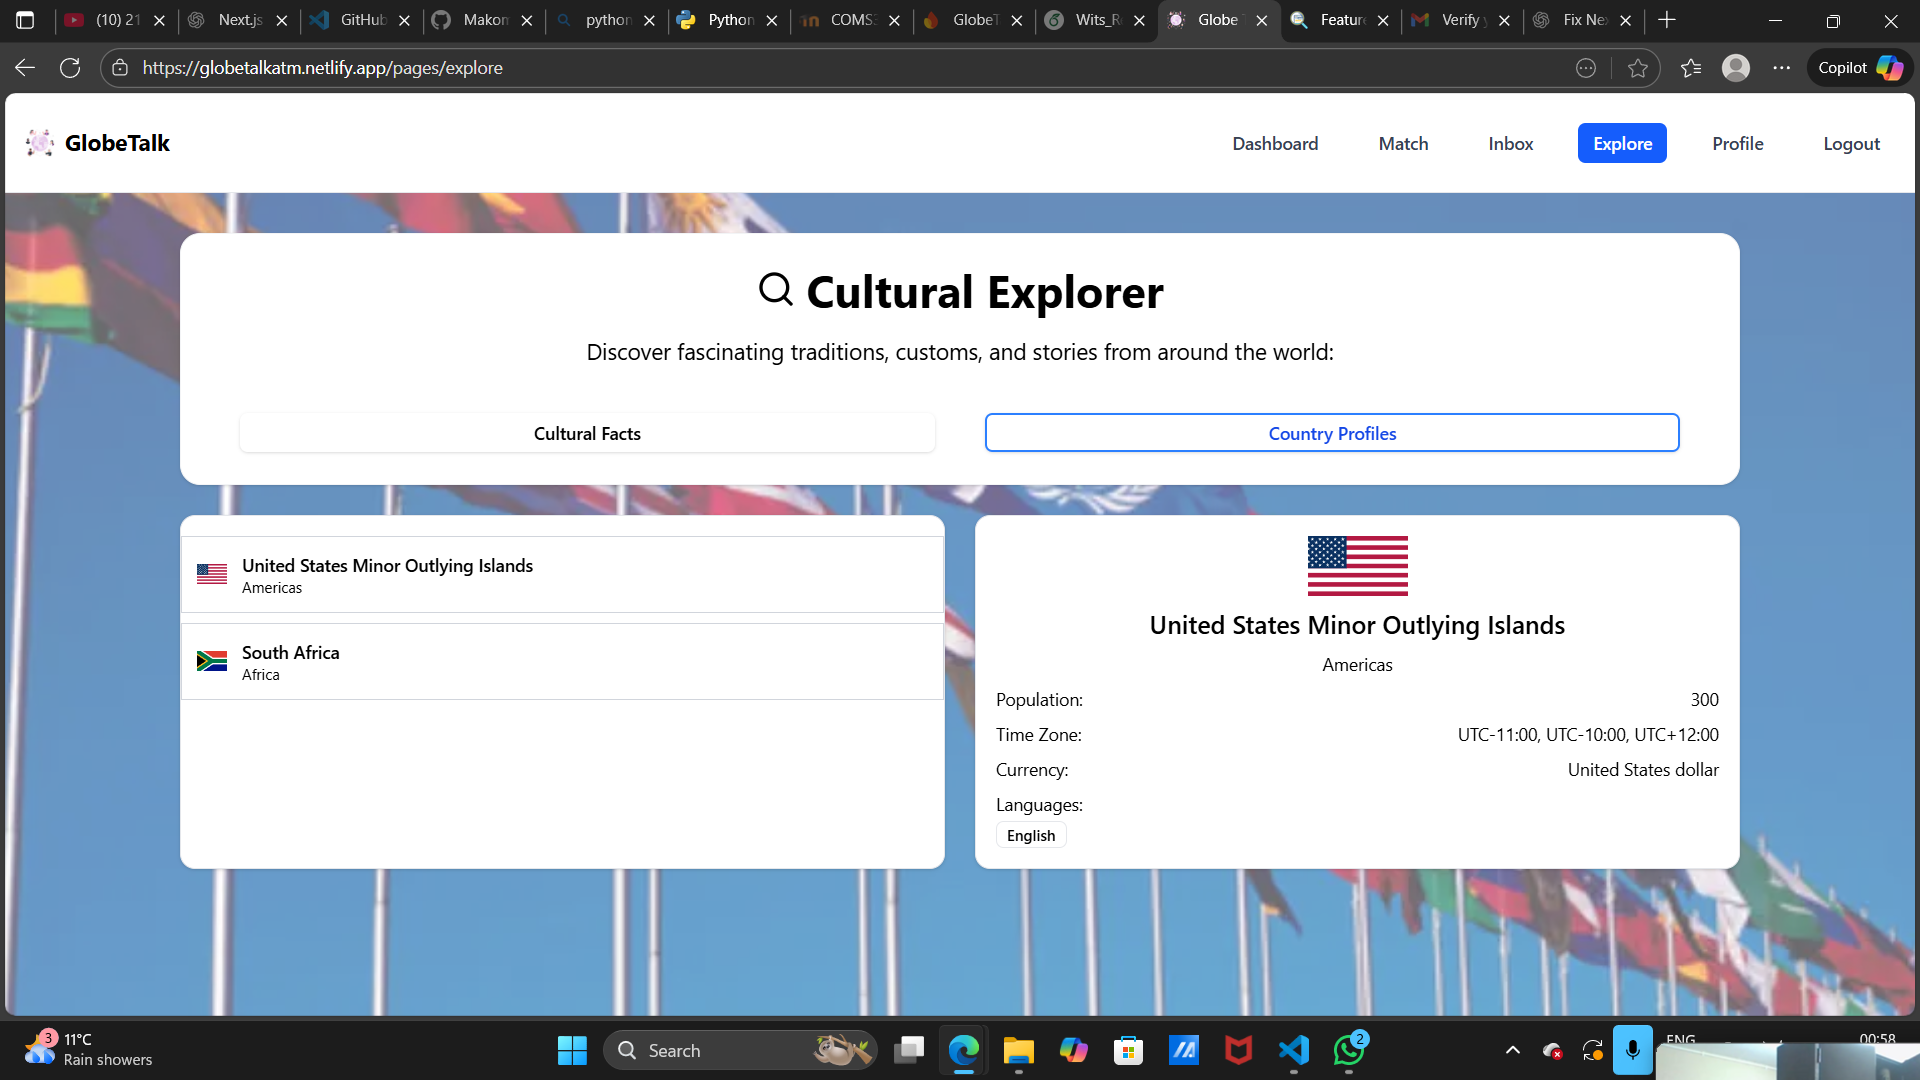 (10) 21
Next.js
GitHub
Makom
python
Python
COMS3
GlobeT
Wits_R
Globe
Feature
Verify
Fix Ne
https://globetalkatm.netlify.app/pages/explore
Copilot
GlobeTalk
Dashboard
Match
Inbox
Explore
Profile
Logout
Cultural Explorer
Discover fascinating traditions, customs, and stories from around the world:
Cultural Facts
Country Profiles
United States Minor Outlying Islands
Americas
South Africa
Africa
United States Minor Outlying Islands
Americas
Population: 300
Time Zone: UTC-11:00, UTC-10:00, UTC+12:00
Currency: United States dollar
Languages:
English
3
11°C
Rain showers
Search
2
ENG
00:58